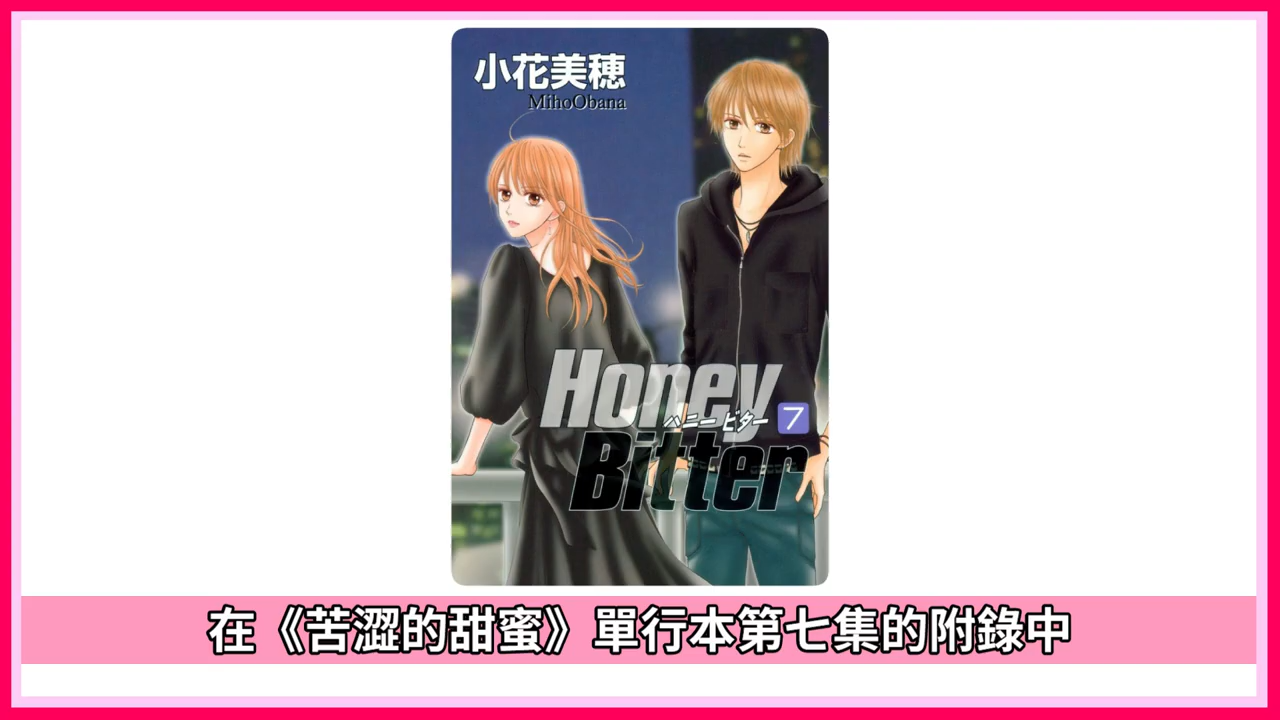 小花美穂
MihoObana
Honey
ハニー ビター 7
Bitter
在《苦澀的甜蜜》單行本第七集的附錄中